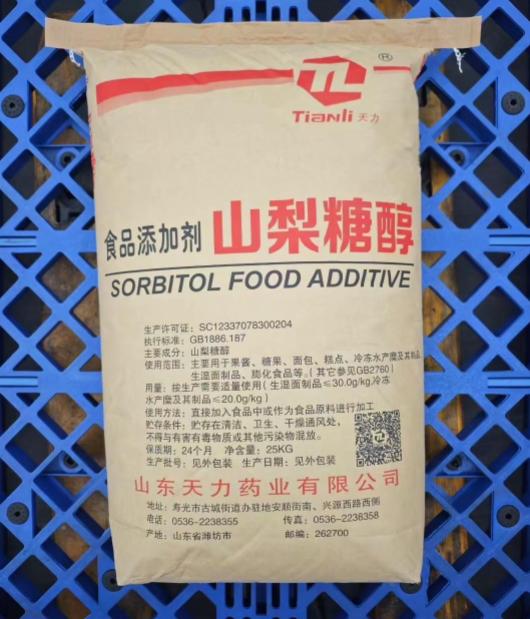 TL
®
Tianli 天力
食品添加剂 山梨糖醇
SORBITOL FOOD ADDITIVE
生产许可证：SC12337078300204
执行标准：GB1886.187
主要成分：山梨糖醇
使用范围：主要用于果酱、糖果、面包、糕点、冷冻水产糜及其制品、
生湿面制品、膨化食品等。(其它参见GB2760)
用量：按生产需要适量使用(生湿面制品≤30.0g/kg,冷冻
水产糜及其制品≤20.0g/kg)
使用方法：直接加入食品中或作为食品原料进行加工
贮存条件：贮存在清洁、卫生、干燥通风处，
不得与有害有毒物质或其他污染物混放。
保质期：24个月 净含量：25KG
生产批号：见外包装 生产日期：见外包装
山东天力药业有限公司
地址：寿光市古城街道办驻地安顺街南、兴源西路西侧
电话：0536-2238355 传真：0536-2238358
产地：山东省潍坊市 邮编：262700